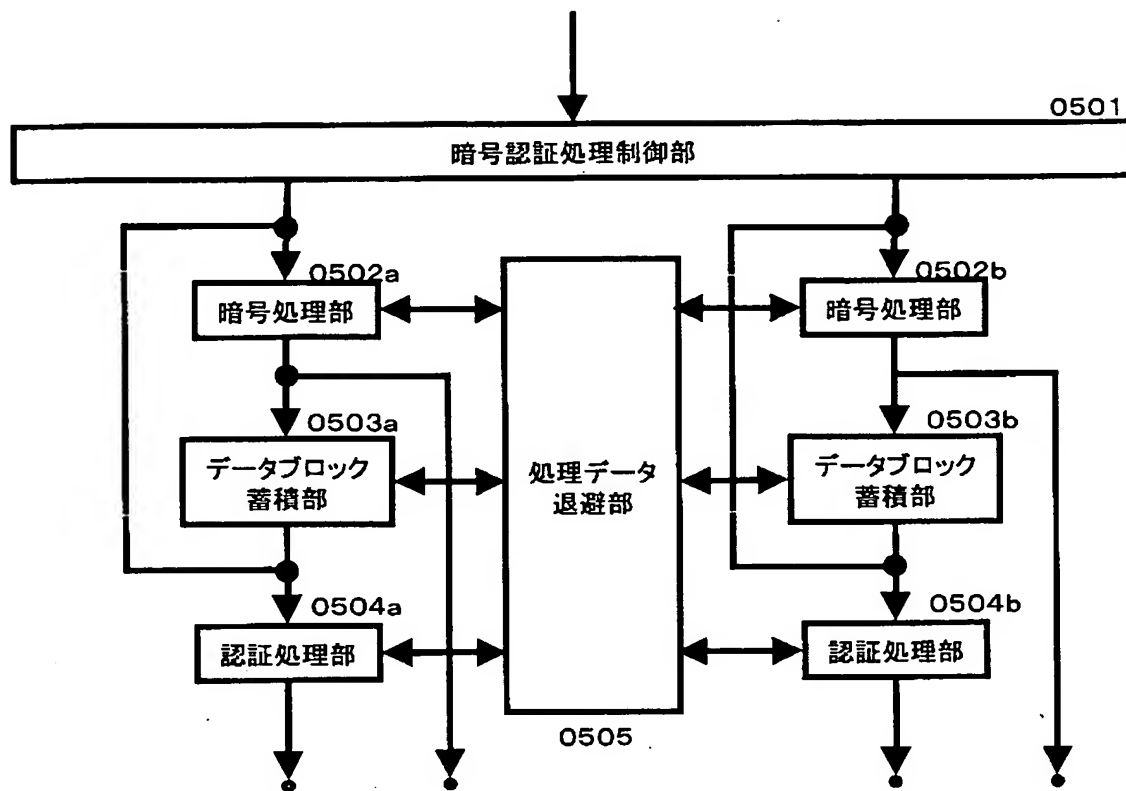 0501
暗号認証処理制御部
0502a
暗号処理部
0502b
暗号処理部
0503a
データブロック
蓄積部
処理データ
退避部
0503b
データブロック
蓄積部
0504a
認証処理部
0504b
認証処理部
0505